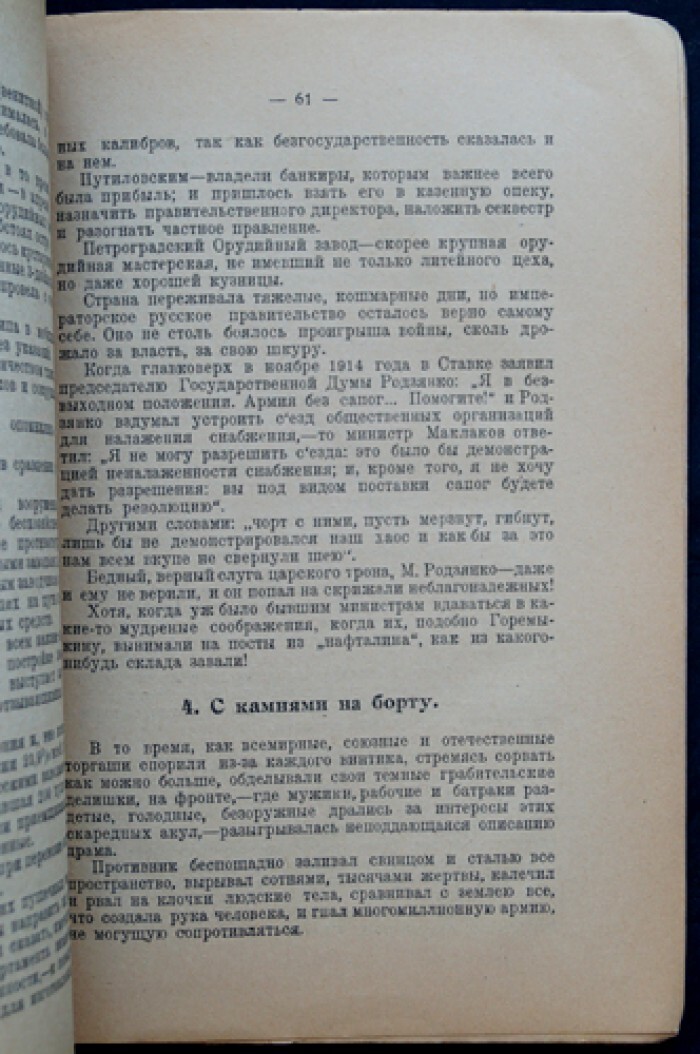 — 61 —
ных калибров, так как безгосударственность сказалась и
на нем.
Путиловским—владели банкиры, которым важнее всего
была прибыль; и пришлось взять его в казенную опеку,
назначить правительственного директора, наложить секвестр
и разогнать частное правление.
Петроградский Орудийный завод—скорее крупная ору-
дийная мастерская, не имевший не только литейного цеха,
но даже хорошей кузницы.
Страна переживала тяжелые, кошмарные дни, но импе-
раторское русское правительство осталось верно самому
себе. Оно не столь боялось проигрыша войны, сколь дро-
жало за власть, за свою шкуру.
Когда главковерх в ноябре 1914 года в Ставке заявил
председателю Государственной Думы Родзянко: „Я в без-
выходном положении. Армия без сапог... Помогите!“ и Род-
зянко вздумал устроить с'езд общественных организаций
для налажения снабжения,—то министр Маклаков отве-
тил: „Я не могу разрешить с'езда: это было бы демонстра-
цией неналаженности снабжения; и, кроме того, я не хочу
дать разрешения: вы под видом поставки сапог будете
делать революцию“.
Другими словами: „чорт с ними, пусть мерзнут, гибнут,
лишь бы не демонстрировался наш хаос и как бы за это
нам всем вкупе не свернули шею“.
Бедный, верный слуга царского трона, М. Родзянко—даже
и ему не верили, и он попал на скрижали неблагонадежных!
Хотя, когда уж было бывшим министрам вдаваться в ка-
кие-то мудреные соображения, когда их, подобно Горемы-
кину, вынимали на посты из „нафталина“, как из какого-
нибудь склада завали!
4. С камнями на борту.
В то время, как всемирные, союзные и отечественные
торгаши спорили из-за каждого винтика, стремясь сорвать
как можно больше, обделывали свои темные грабительские
делишки, на фронте,—где мужики, рабочие и батраки раз-
детые, голодные, безоружные дрались за интересы этих
скаредных акул,—разыгрывалась неподдающаяся описанию
драма.
Противник беспощадно заливал свинцом и сталью все
пространство, вырывал сотнями, тысячами жертвы, калечил
и рвал на клочки людские тела, сравнивал с землею все,
что создала рука человека, и гнал многомиллионную армию,
не могущую сопротивляться.